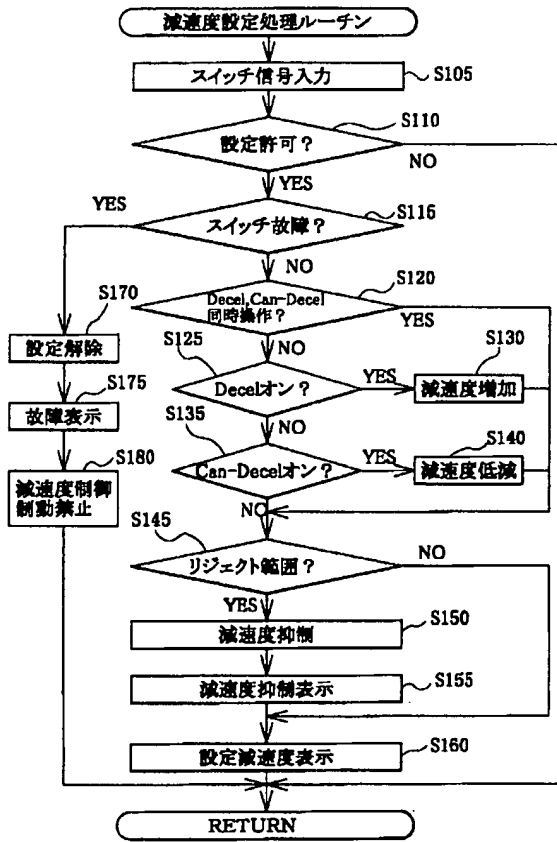 減速度設定処理ルーチン
スイッチ信号入力
S105
設定許可？
S110
NO
YES
スイッチ故障？
S115
YES
NO
Decel,Can-Decel
同時操作？
S120
YES
NO
S170
設定解除
S175
故障表示
S180
減速度制御
制動禁止
S125
Decelオン？
YES
S130
減速度増加
NO
S135
Can-Decelオン？
YES
S140
減速度低減
NO
S145
リジェクト範囲？
NO
YES
減速度抑制
S150
減速度抑制表示
S155
設定減速度表示
S160
RETURN